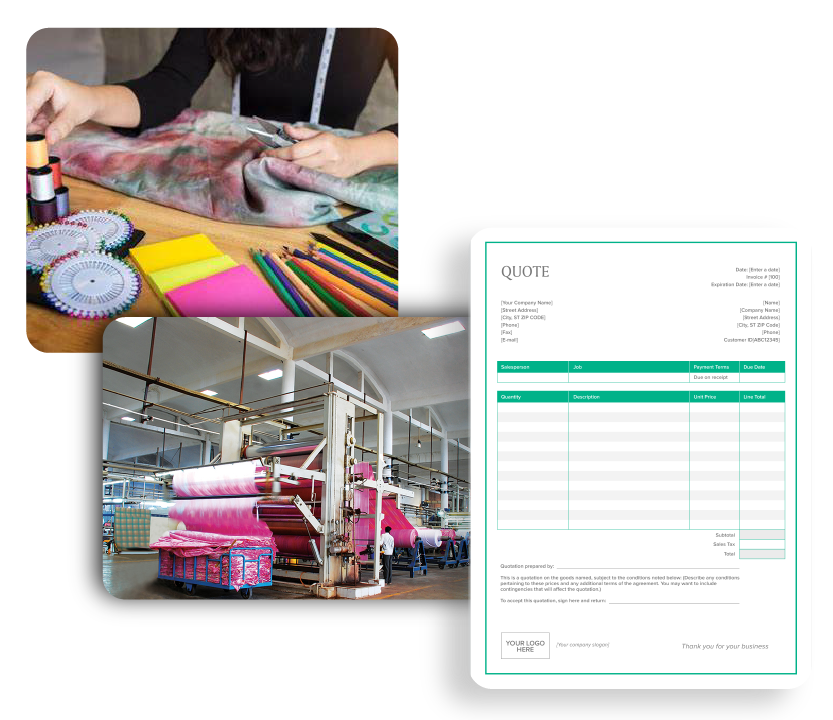 QUOTE
Date: [Enter a date]
Invoice # [100]
Expiration Date: [Enter a date]
[Your Company Name]
[Street Address]
[City, ST ZIP CODE]
[Phone]
[Fax]
[E-mail]
[Name]
[Company Name]
[Street Address]
[City, ST ZIP Code]
[Phone]
Customer ID[ABC12345]
Salesperson Job Payment Terms Due Date
Due on receipt
Quantity Description Unit Price Line Total
Subtotal
Sales Tax
Total
Quotation prepared by:
This is a quotation on the goods named, subject to the conditions noted below: (Describe any conditions
pertaining to these prices and any additional terms of the agreement. You may want to include
contingencies that will affect the quotation.)
To accept this quotation, sign here and return:
YOUR LOGO
HERE
[Your company slogan]
Thank you for your business